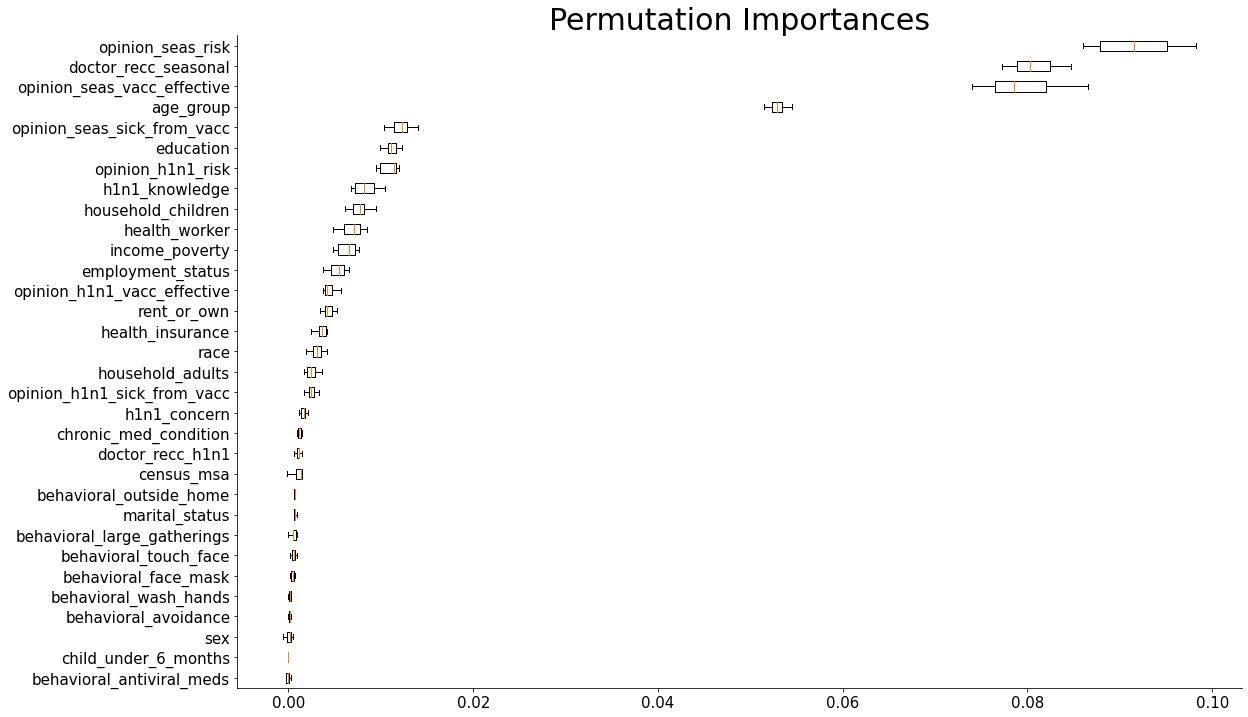 Permutation Importances
opinion_seas_risk
doctor_recc_seasonal
opinion_seas_vacc_effective
age_group
opinion_seas_sick_from_vacc
education
opinion_h1n1_risk
h1n1_knowledge
household_children
health_worker
income_poverty
employment_status
opinion_h1n1_vacc_effective
rent_or_own
health_insurance
race
household_adults
opinion_h1n1_sick_from_vacc
h1n1_concern
chronic_med_condition
doctor_recc_h1n1
census_msa
behavioral_outside_home
marital_status
behavioral_large_gatherings
behavioral_touch_face
behavioral_face_mask
behavioral_wash_hands
behavioral_avoidance
sex
child_under_6_months
behavioral_antiviral_meds
0.00 0.02 0.04 0.06 0.08 0.10